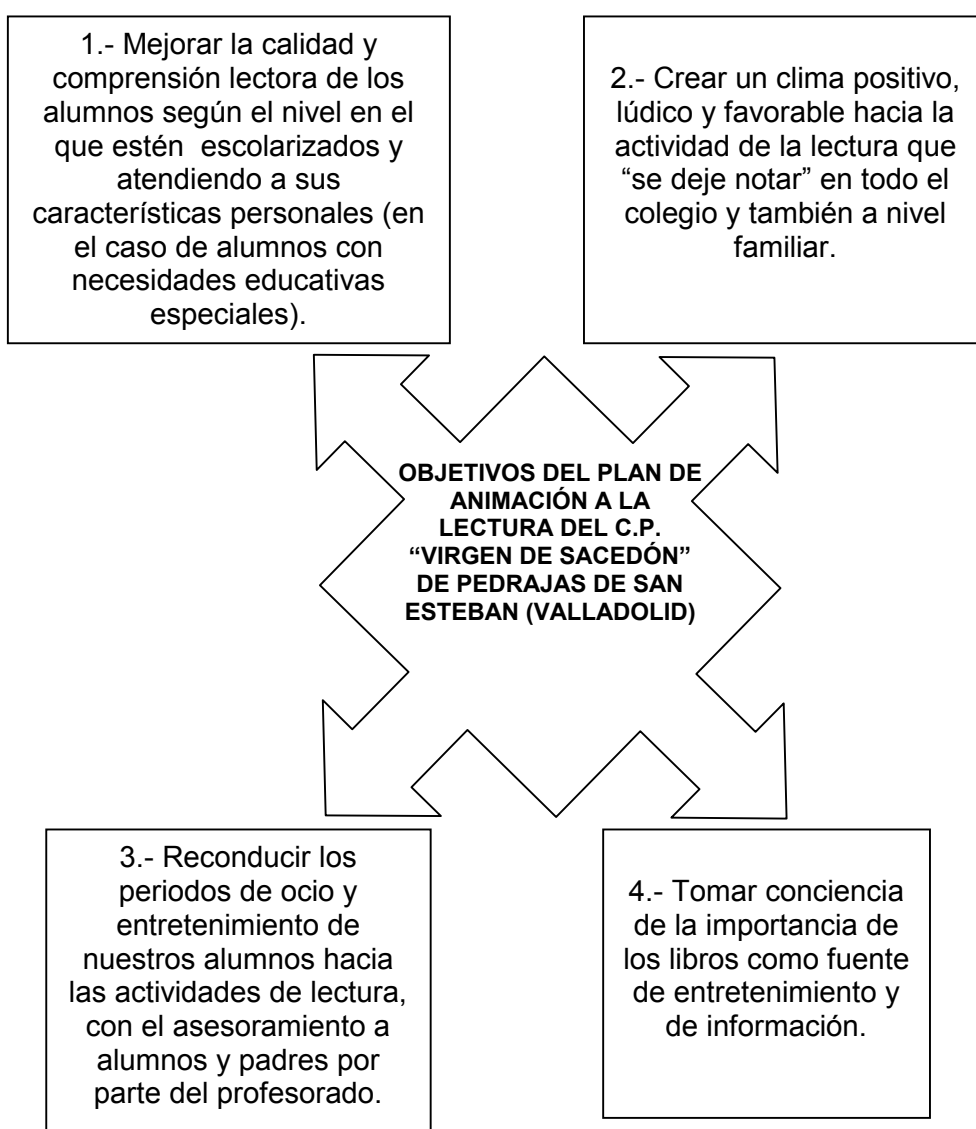 1.- Mejorar la calidad y
comprensión lectora de los
alumnos según el nivel en el
que estén escolarizados y
atendiendo a sus
características personales (en
el caso de alumnos con
necesidades educativas
especiales).
2.- Crear un clima positivo,
lúdico y favorable hacia la
actividad de la lectura que
“se deje notar” en todo el
colegio y también a nivel
familiar.
OBJETIVOS DEL PLAN DE
ANIMACIÓN A LA
LECTURA DEL C.P.
“VIRGEN DE SACEDÓN”
DE PEDRAJAS DE SAN
ESTEBAN (VALLADOLID)
3.- Reconducir los
periodos de ocio y
entretenimiento de
nuestros alumnos hacia
las actividades de lectura,
con el asesoramiento a
alumnos y padres por
parte del profesorado.
4.- Tomar conciencia
de la importancia de
los libros como fuente
de entretenimiento y
de información.